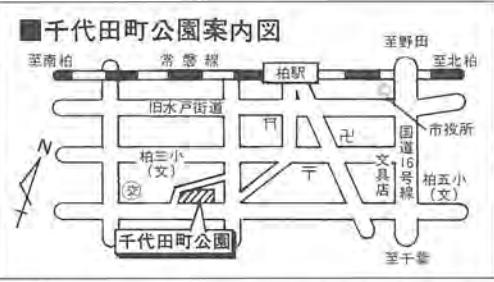 ■千代田町公園案内図
至野田
至南柏
常磐線
柏駅
至北柏
旧水戸街道
市役所
N
柏三小
(文)
交
国道16号線
文具店
柏五小
(文)
千代田町公園
至千葉